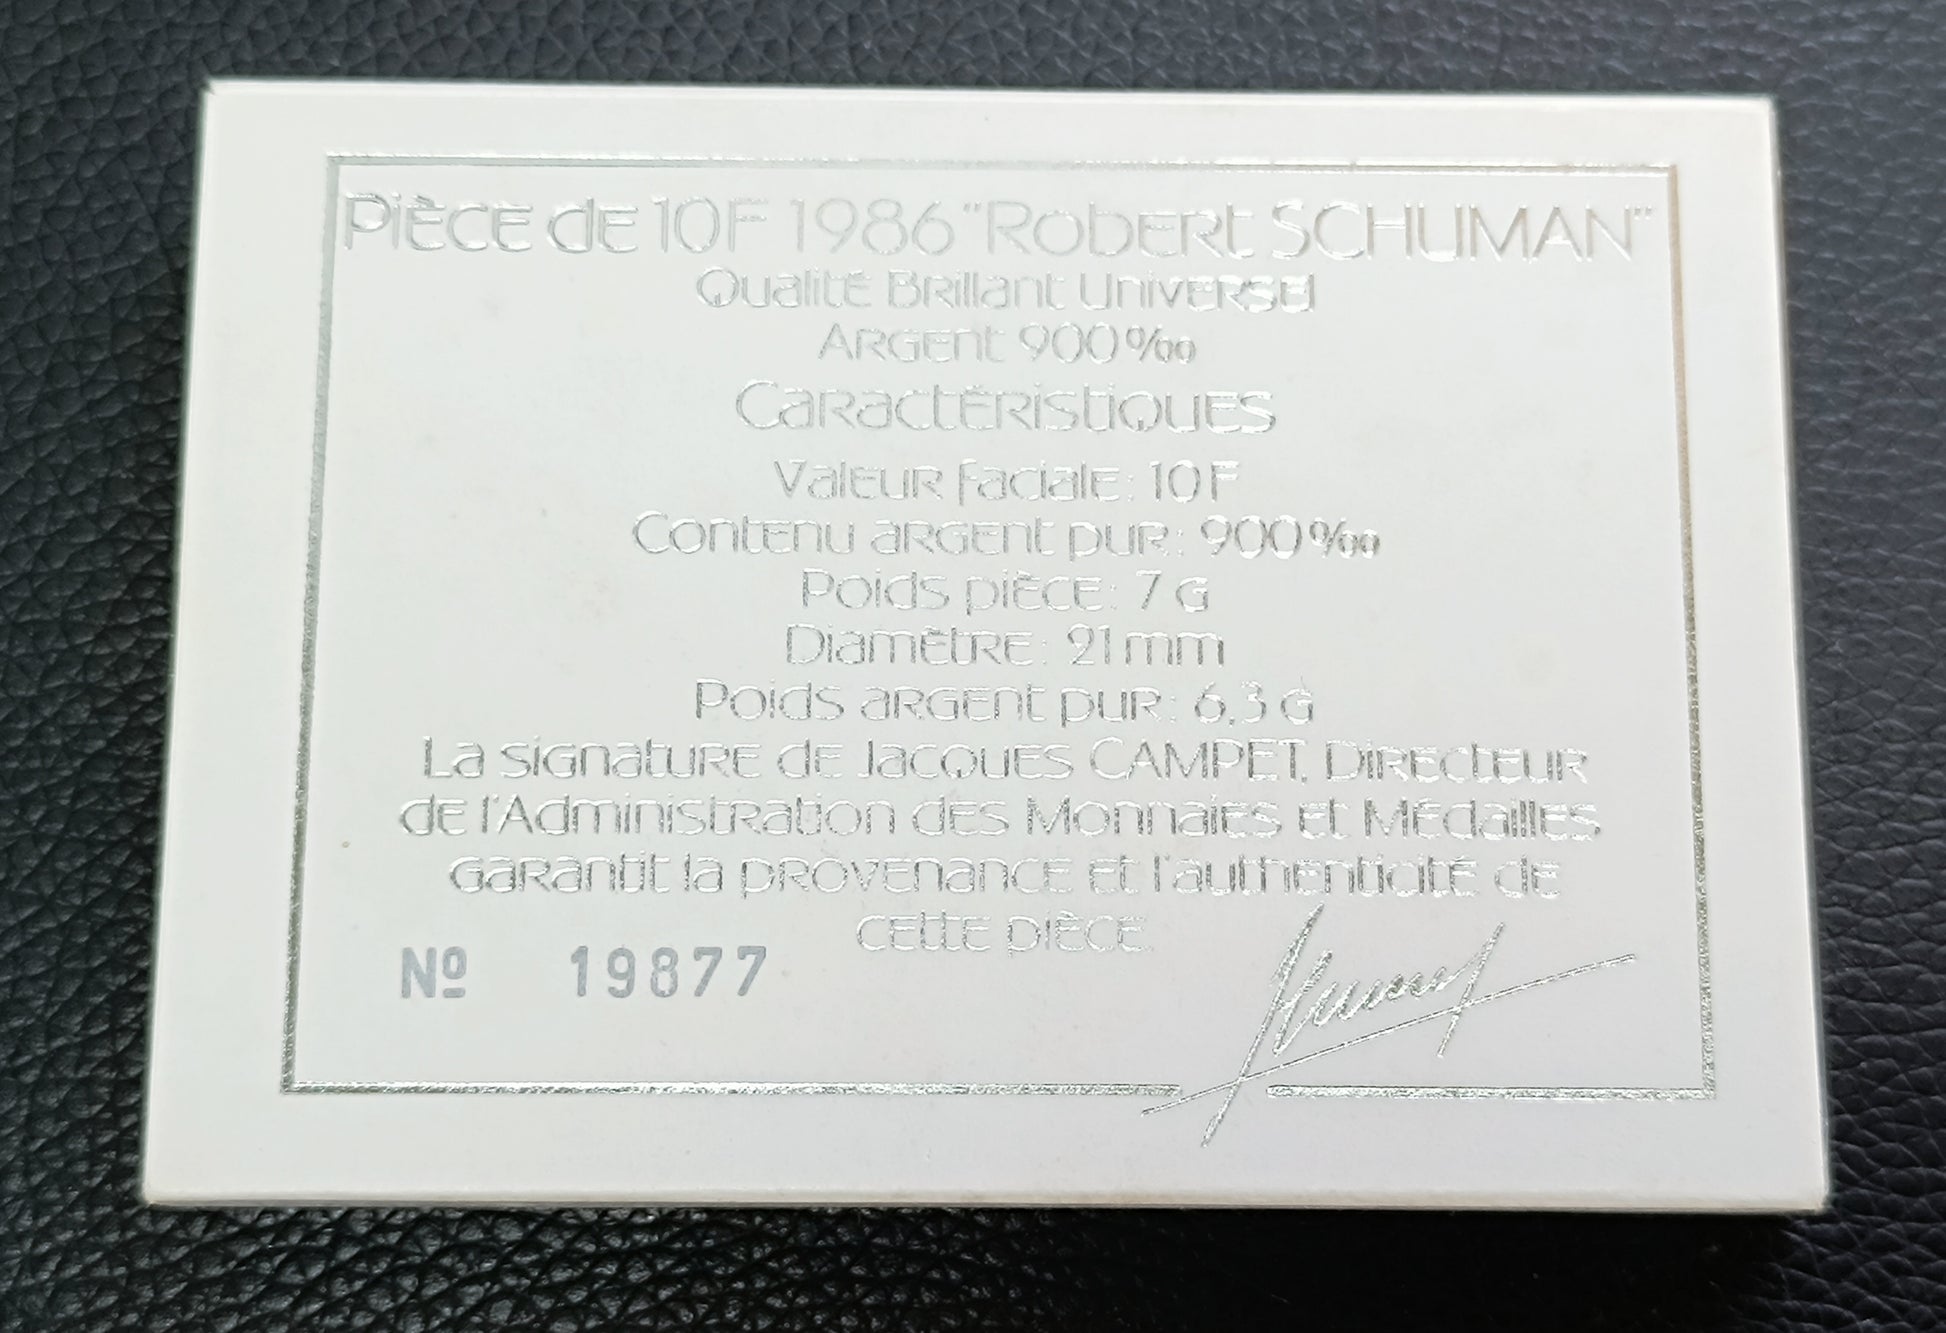 Pièce de 10F 1986 "Robert SCHUMAN"
Qualité Brillant Universel
Argent 900‰
Caractéristiques
Valeur faciale: 10F
Contenu argent pur: 900‰
Poids pièce: 7 G
Diamètre: 21mm
Poids argent pur: 6,3 G
La signature de Jacques CAMPET, Directeur
de l'Administration des Monnaies et Médailles
garantit la provenance et l'authenticité de
cette pièce.
Nº 19877